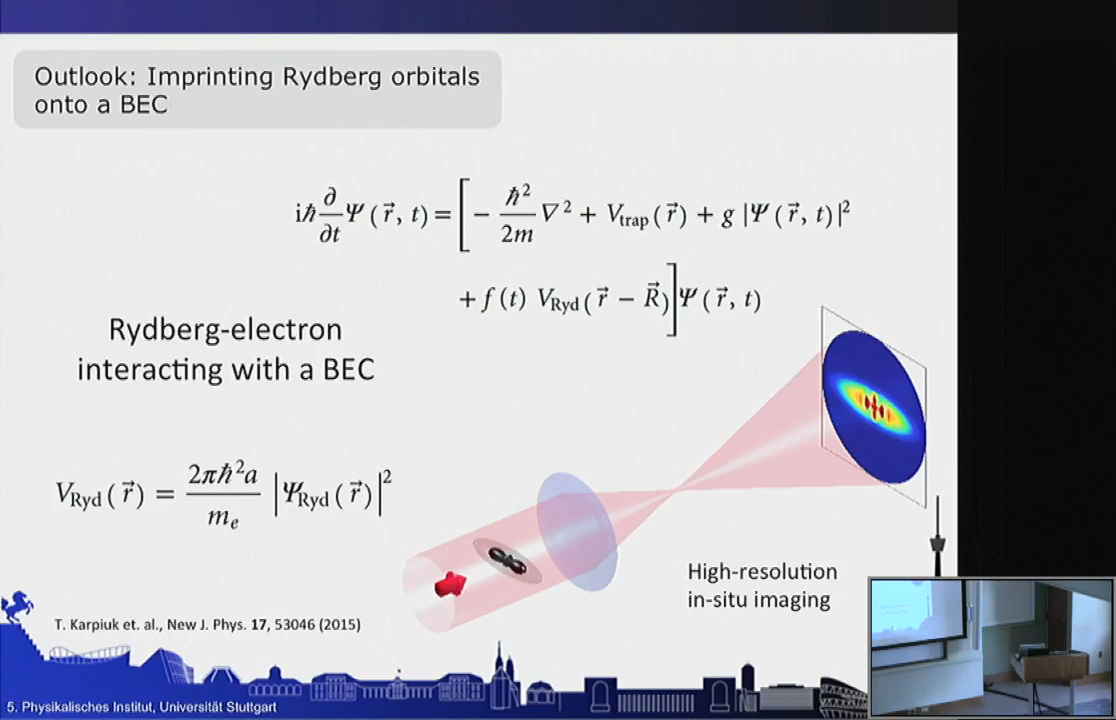 Outlook: Imprinting Rydberg orbitals
onto a BEC
iℏ ∂/∂t Ψ(r⃗, t) = [ − ℏ²/2m ∇² + V_trap(r⃗) + g |Ψ(r⃗, t)|²
+ f(t) V_Ryd(r⃗ − R⃗) ] Ψ(r⃗, t)
Rydberg-electron
interacting with a BEC
V_Ryd(r⃗) = 2πℏ²a/m_e |Ψ_Ryd(r⃗)|²
High-resolution
in-situ imaging
T. Karpiuk et. al., New J. Phys. 17, 53046 (2015)
5. Physikalisches Institut, Universität Stuttgart